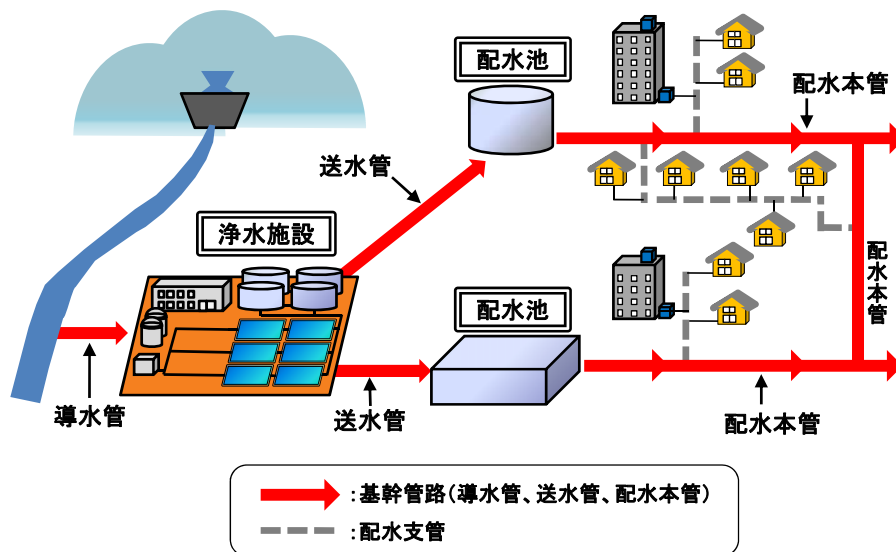 配水池
配水本管
送水管
浄水施設
配水池
配水本管
導水管
送水管
配水本管
:基幹管路(導水管、送水管、配水本管)
:配水支管